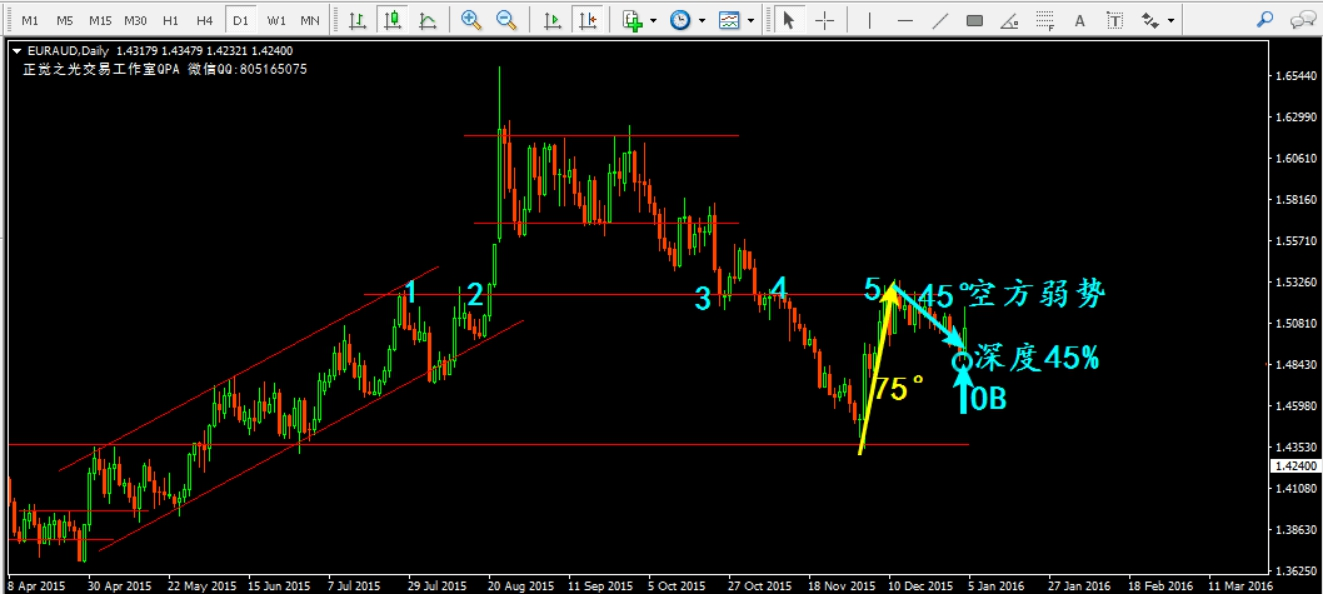 M1 M5 M15 M30 H1 H4 D1 W1 MN
A T
EURAUD,Daily 1.43179 1.43479 1.42321 1.42400
正觉之光交易工作室QPA 微信QQ:805165075
1.65440
1.62990
1.60610
1.58160
1.55710
1.53260
1.50810
1.48430
1.45980
1.43530
1.42400
1.41080
1.38630
1.36250
1 2 3 4 5
45°空方弱势
深度45%
75°
OB
8 Apr 2015 30 Apr 2015 22 May 2015 15 Jun 2015 7 Jul 2015 29 Jul 2015 20 Aug 2015 11 Sep 2015 5 Oct 2015 27 Oct 2015 18 Nov 2015 10 Dec 2015 5 Jan 2016 27 Jan 2016 18 Feb 2016 11 Mar 2016